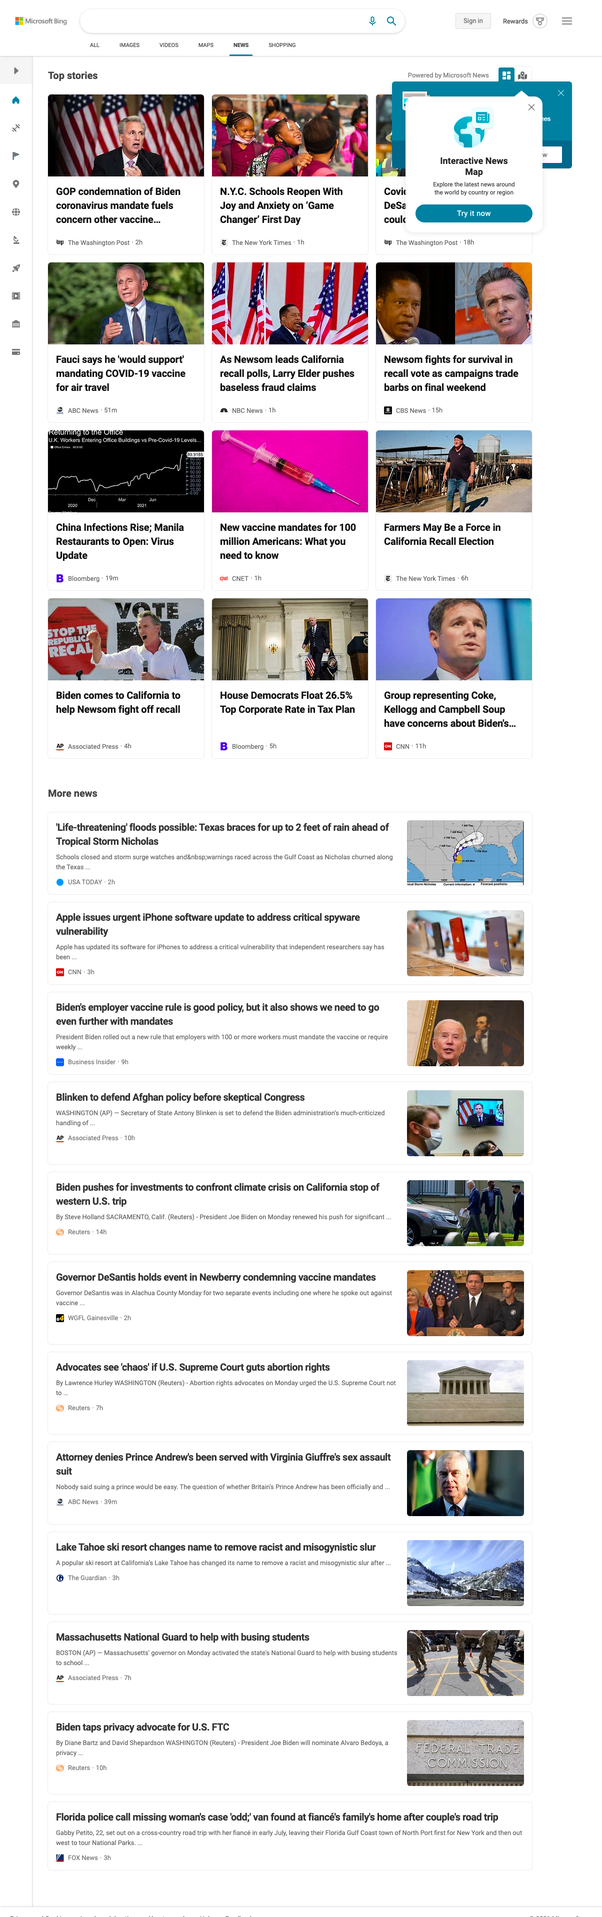 Microsoft Bing
Sign in
Rewards
ALL
IMAGES
VIDEOS
MAPS
NEWS
SHOPPING
Top stories
Powered by Microsoft News
Interactive News
Map
Explore the latest news around
the world by country or region
Try it now
GOP condemnation of Biden
coronavirus mandate fuels
concern other vaccine...
The Washington Post · 2h
N.Y.C. Schools Reopen With
Joy and Anxiety on 'Game
Changer' First Day
The New York Times · 1h
The Washington Post · 18h
Fauci says he 'would support'
mandating COVID-19 vaccine
for air travel
ABC News · 51m
As Newsom leads California
recall polls, Larry Elder pushes
baseless fraud claims
NBC News · 1h
Newsom fights for survival in
recall vote as campaigns trade
barbs on final weekend
CBS News · 15h
Returning to the Office
U.K. Workers Entering Office Buildings vs Pre-Covid-19 Levels...
Dec Mar Jun
2020 2021
China Infections Rise; Manila
Restaurants to Open: Virus
Update
Bloomberg · 19m
New vaccine mandates for 100
million Americans: What you
need to know
CNET · 1h
Farmers May Be a Force in
California Recall Election
The New York Times · 6h
STOP THE
REPUBLICAN
RECALL
VOTE
Biden comes to California to
help Newsom fight off recall
AP Associated Press · 4h
House Democrats Float 26.5%
Top Corporate Rate in Tax Plan
Bloomberg · 5h
Group representing Coke,
Kellogg and Campbell Soup
have concerns about Biden's...
CNN · 11h
More news
'Life-threatening' floods possible: Texas braces for up to 2 feet of rain ahead of
Tropical Storm Nicholas
Schools closed and storm surge watches and&nbsp;warnings raced across the Gulf Coast as Nicholas churned along
the Texas ...
USA TODAY · 2h
Apple issues urgent iPhone software update to address critical spyware
vulnerability
Apple has updated its software for iPhones to address a critical vulnerability that independent researchers say has
been ...
CNN · 3h
Biden's employer vaccine rule is good policy, but it also shows we need to go
even further with mandates
President Biden rolled out a new rule that employers with 100 or more workers must mandate the vaccine or require
weekly ...
Business Insider · 9h
Blinken to defend Afghan policy before skeptical Congress
WASHINGTON (AP) — Secretary of State Antony Blinken is set to defend the Biden administration's much-criticized
handling of ...
AP Associated Press · 10h
Biden pushes for investments to confront climate crisis on California stop of
western U.S. trip
By Steve Holland SACRAMENTO, Calif. (Reuters) - President Joe Biden on Monday renewed his push for significant ...
Reuters · 14h
Governor DeSantis holds event in Newberry condemning vaccine mandates
Governor DeSantis was in Alachua County Monday for two separate events including one where he spoke out against
vaccine ...
WGFL Gainesville · 2h
Advocates see 'chaos' if U.S. Supreme Court guts abortion rights
By Lawrence Hurley WASHINGTON (Reuters) - Abortion rights advocates on Monday urged the U.S. Supreme Court not
to ...
Reuters · 7h
Attorney denies Prince Andrew's been served with Virginia Giuffre's sex assault
suit
Nobody said suing a prince would be easy. The question of whether Britain's Prince Andrew has been officially and ...
ABC News · 39m
Lake Tahoe ski resort changes name to remove racist and misogynistic slur
A popular ski resort at California's Lake Tahoe has changed its name to remove a racist and misogynistic slur after ...
The Guardian · 3h
Massachusetts National Guard to help with busing students
BOSTON (AP) — Massachusetts' governor on Monday activated the state's National Guard to help with busing students
to school ...
AP Associated Press · 7h
Biden taps privacy advocate for U.S. FTC
By Diane Bartz and David Shepardson WASHINGTON (Reuters) - President Joe Biden will nominate Alvaro Bedoya, a
privacy ...
Reuters · 10h
FEDERAL TRADE
COMMISSION
Florida police call missing woman's case 'odd;' van found at fiancé's family's home after couple's road trip
Gabby Petito, 22, set out on a cross-country road trip with her fiancé in early July, leaving their Florida Gulf Coast town of North Port first for New York and then out
west to tour National Parks. ...
FOX News · 3h